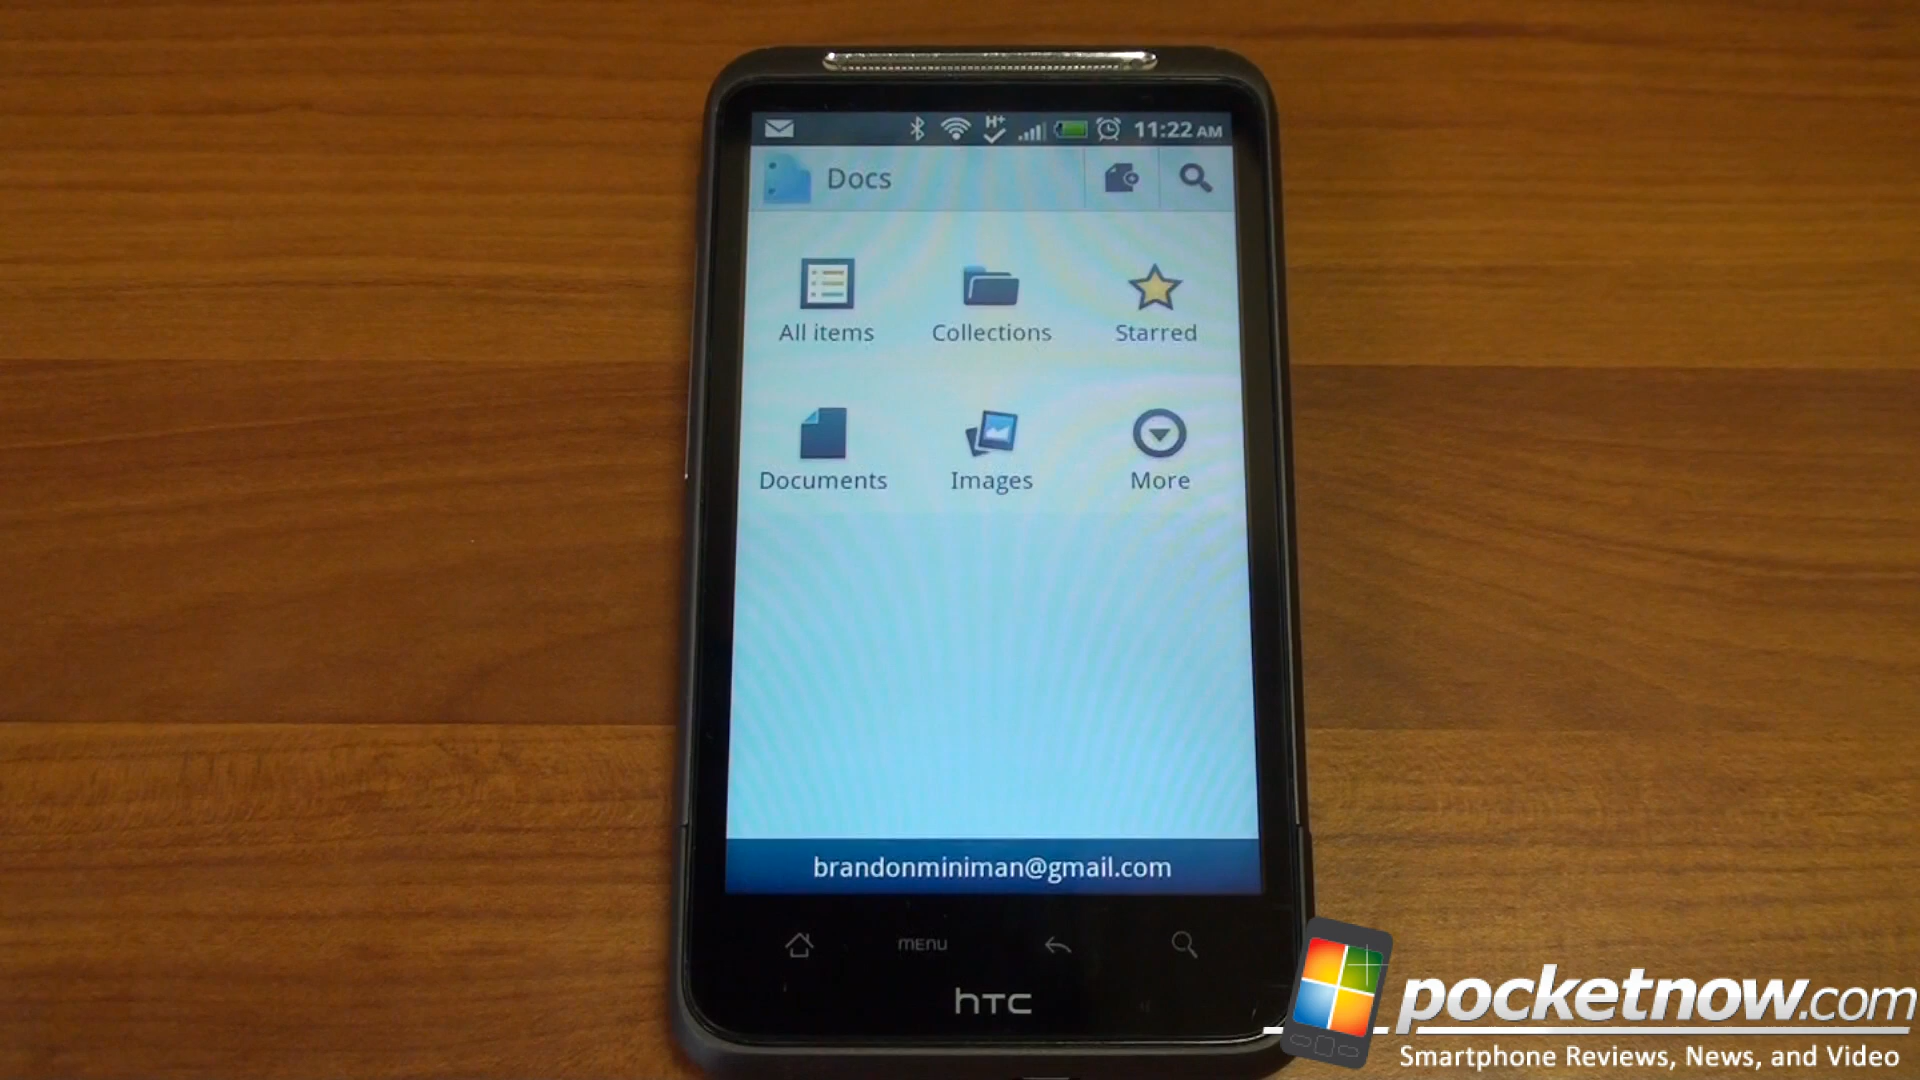 H+
11:22 AM
Docs
All items
Collections
Starred
Documents
Images
More
brandonminiman@gmail.com
MENU
hTC
pocketnow.com
Smartphone Reviews, News, and Video